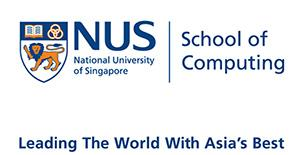 NUS
National University
of Singapore
School of
Computing
Leading The World With Asia's Best